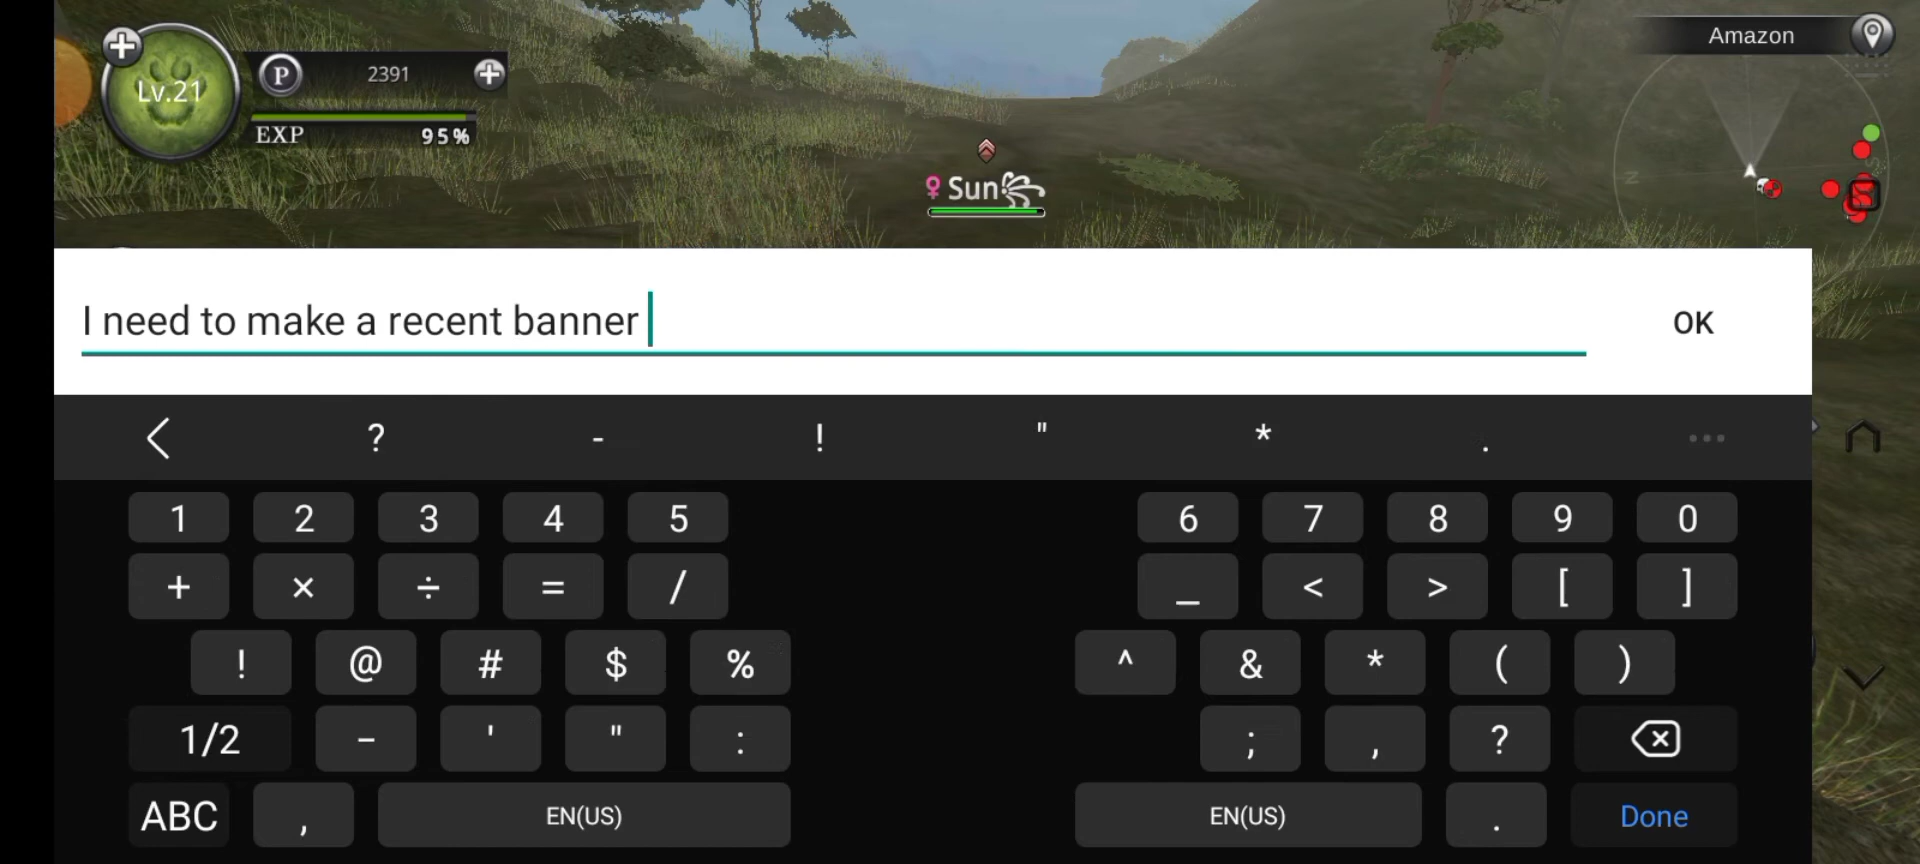 Lv.21
P 2391
EXP 95%
Amazon
♀ Sun
N
I need to make a recent banner
OK
? - ! " * . ...
1 2 3 4 5 6 7 8 9 0
+ × ÷ = / _ < > [ ]
! @ # $ % ^ & * ( )
1/2 - ' " : ; , ?
ABC , EN(US) EN(US) . Done